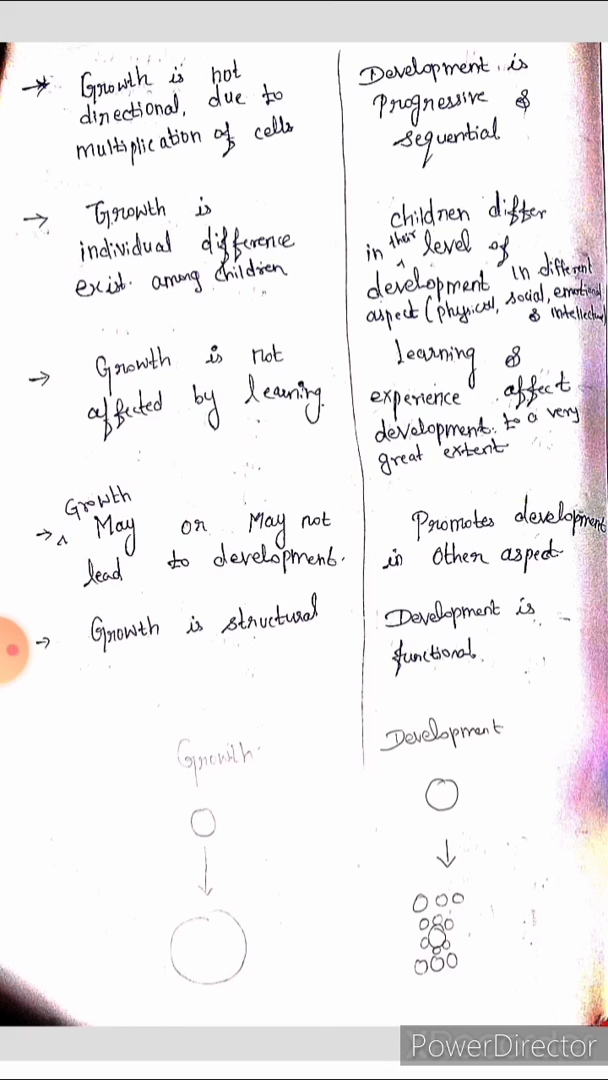 Growth is not
directional, due to
multiplication of cells
Development is
Progressive &
sequential
Growth is
individual difference
exist among children
children differ
in their level of
development in different
aspect (physical, social, emotional
& intellectual
Growth is not
affected by learning.
Learning &
experience affect
development to a very
great extent
Growth
May or May not
lead to development.
Promotes development
in other aspect
Growth is structural
Development is
functional.
Growth
Development
PowerDirector